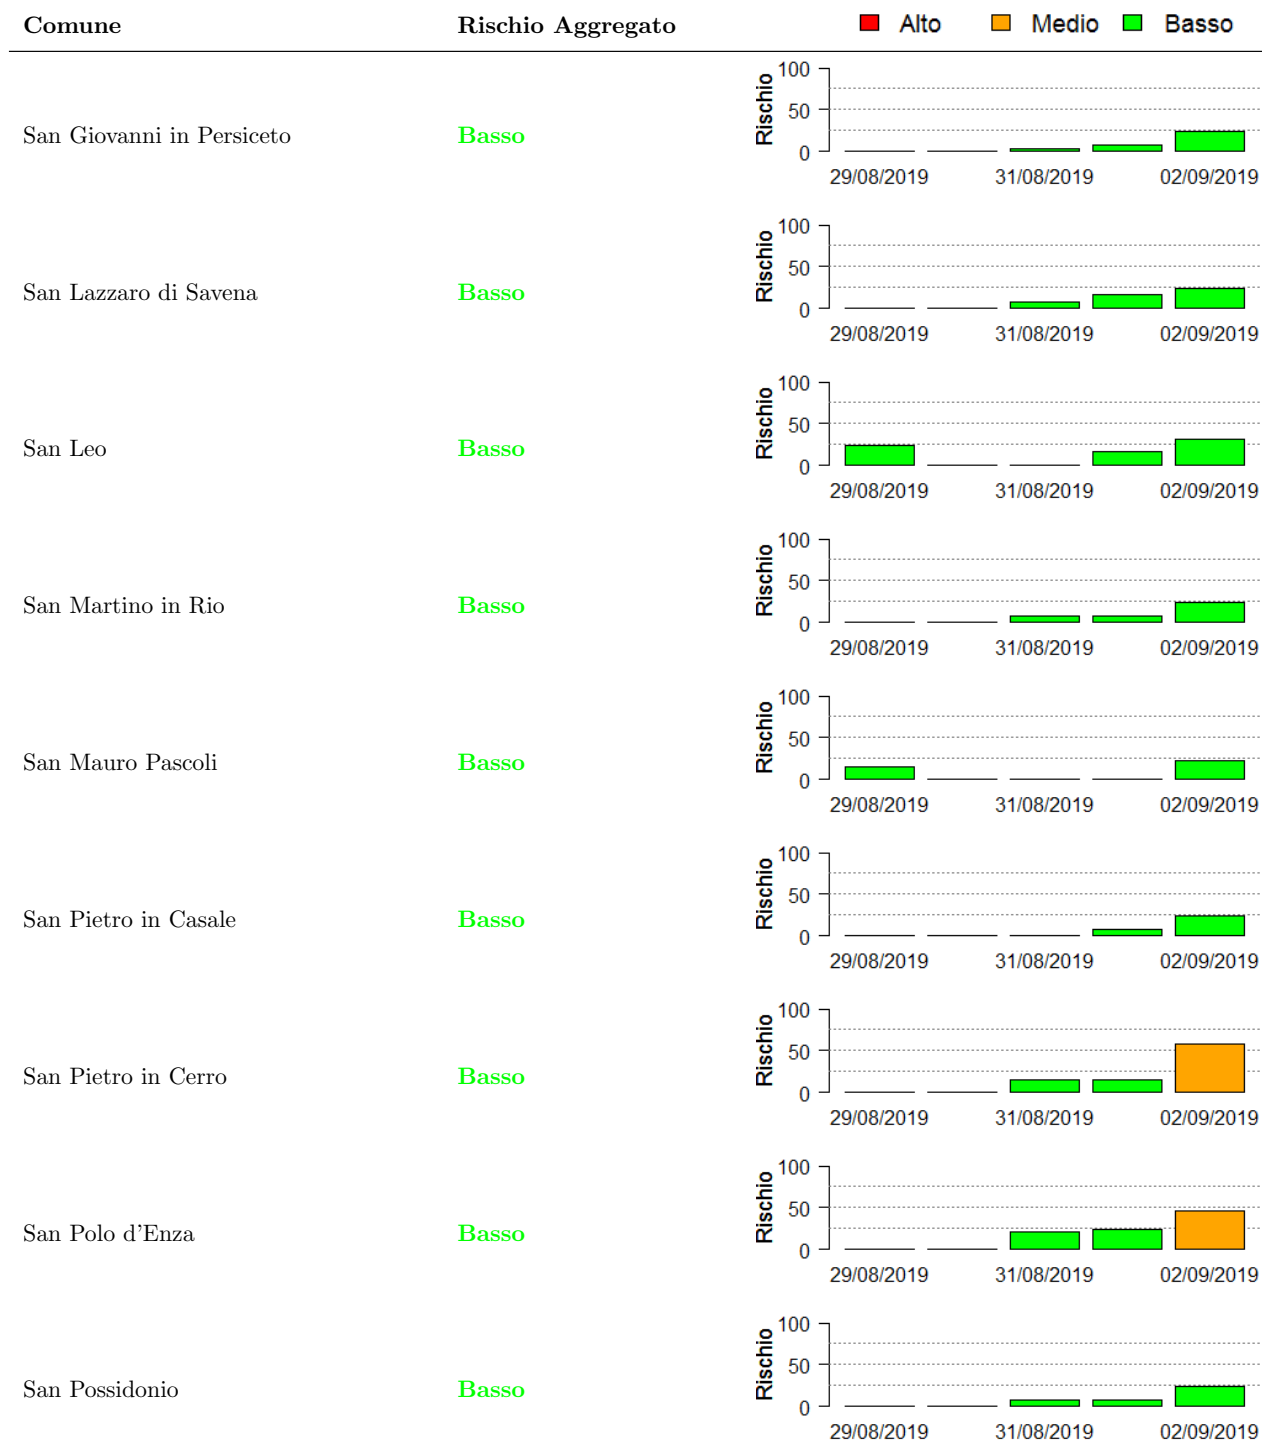 Comune Rischio Aggregato Alto Medio Basso
San Giovanni in Persiceto Basso Rischio 100 50 0
29/08/2019 31/08/2019 02/09/2019
San Lazzaro di Savena Basso Rischio 100 50 0
29/08/2019 31/08/2019 02/09/2019
San Leo Basso Rischio 100 50 0
29/08/2019 31/08/2019 02/09/2019
San Martino in Rio Basso Rischio 100 50 0
29/08/2019 31/08/2019 02/09/2019
San Mauro Pascoli Basso Rischio 100 50 0
29/08/2019 31/08/2019 02/09/2019
San Pietro in Casale Basso Rischio 100 50 0
29/08/2019 31/08/2019 02/09/2019
San Pietro in Cerro Basso Rischio 100 50 0
29/08/2019 31/08/2019 02/09/2019
San Polo d'Enza Basso Rischio 100 50 0
29/08/2019 31/08/2019 02/09/2019
San Possidonio Basso Rischio 100 50 0
29/08/2019 31/08/2019 02/09/2019